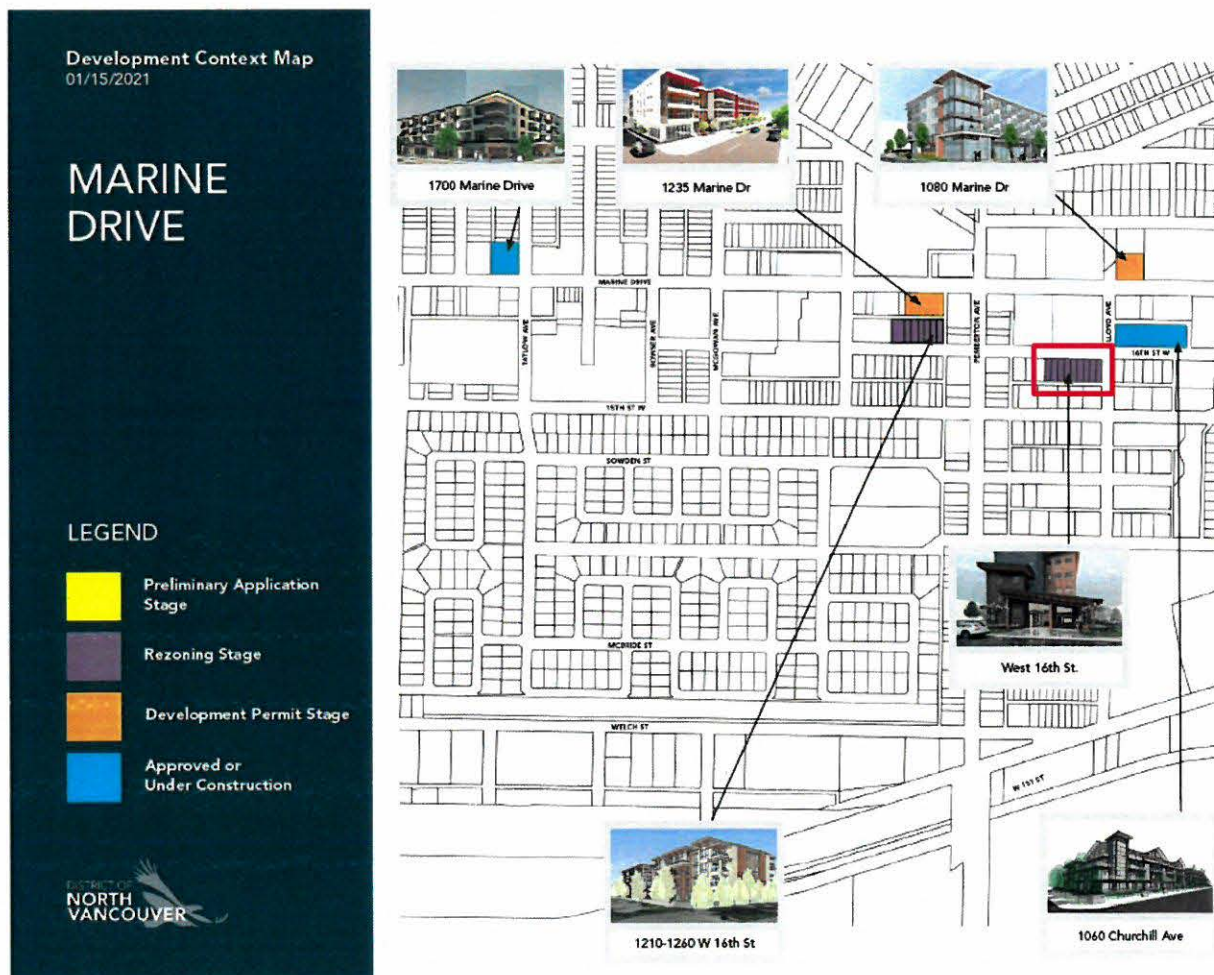 Development Context Map
01/15/2021
MARINE
DRIVE
LEGEND
Preliminary Application
Stage
Rezoning Stage
Development Permit Stage
Approved or
Under Construction
DISTRICT OF
NORTH
VANCOUVER
1700 Marine Drive
1235 Marine Dr
1080 Marine Dr
MARINE DRIVE
TATLOW AVE
BOWSER AVE
MCGOWAN AVE
PEMBERTON AVE
LLOYD AVE
16TH ST W
15TH ST W
SOWDEN ST
MCBRIDE ST
WELCH ST
W 1ST ST
West 16th St.
1210-1260 W 16th St
1060 Churchill Ave